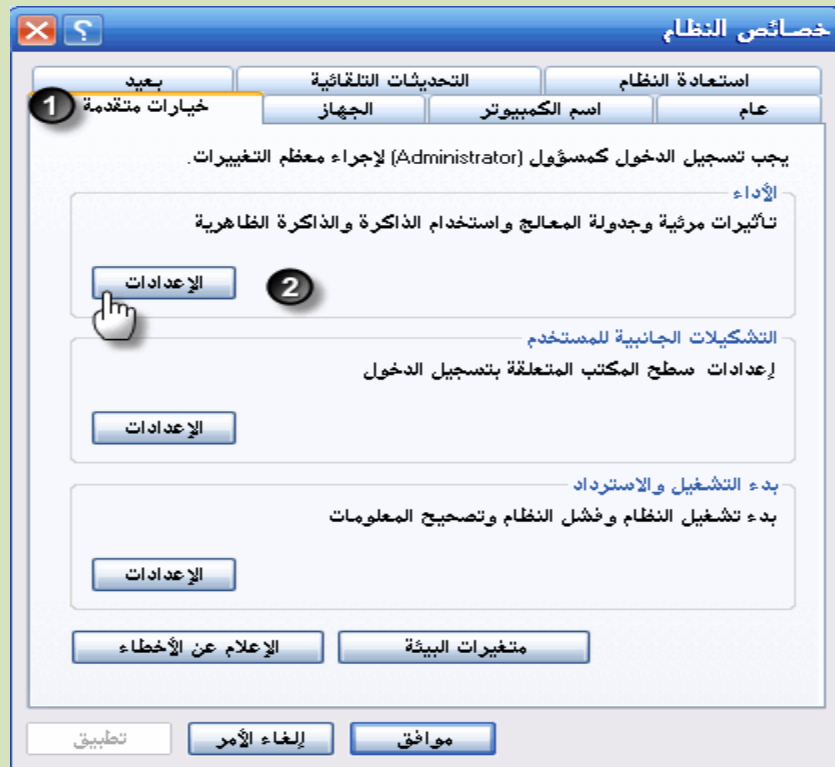 خصائص النظام
استعادة النظام التحديثات التلقائية بعيد
عام اسم الكمبيوتر الجهاز خيارات متقدمة 1
يجب تسجيل الدخول كمسؤول (Administrator) لإجراء معظم التغييرات.
الأداء
تأثيرات مرئية وجدولة المعالج واستخدام الذاكرة والذاكرة الظاهرية
2 الإعدادات
التشكيلات الجانبية للمستخدم
إعدادات سطح المكتب المتعلقة بتسجيل الدخول
الإعدادات
بدء التشغيل والاسترداد
بدء تشغيل النظام وفشل النظام وتصحيح المعلومات
الإعدادات
متغيرات البيئة الإعلام عن الأخطاء
موافق إلغاء الأمر تطبيق